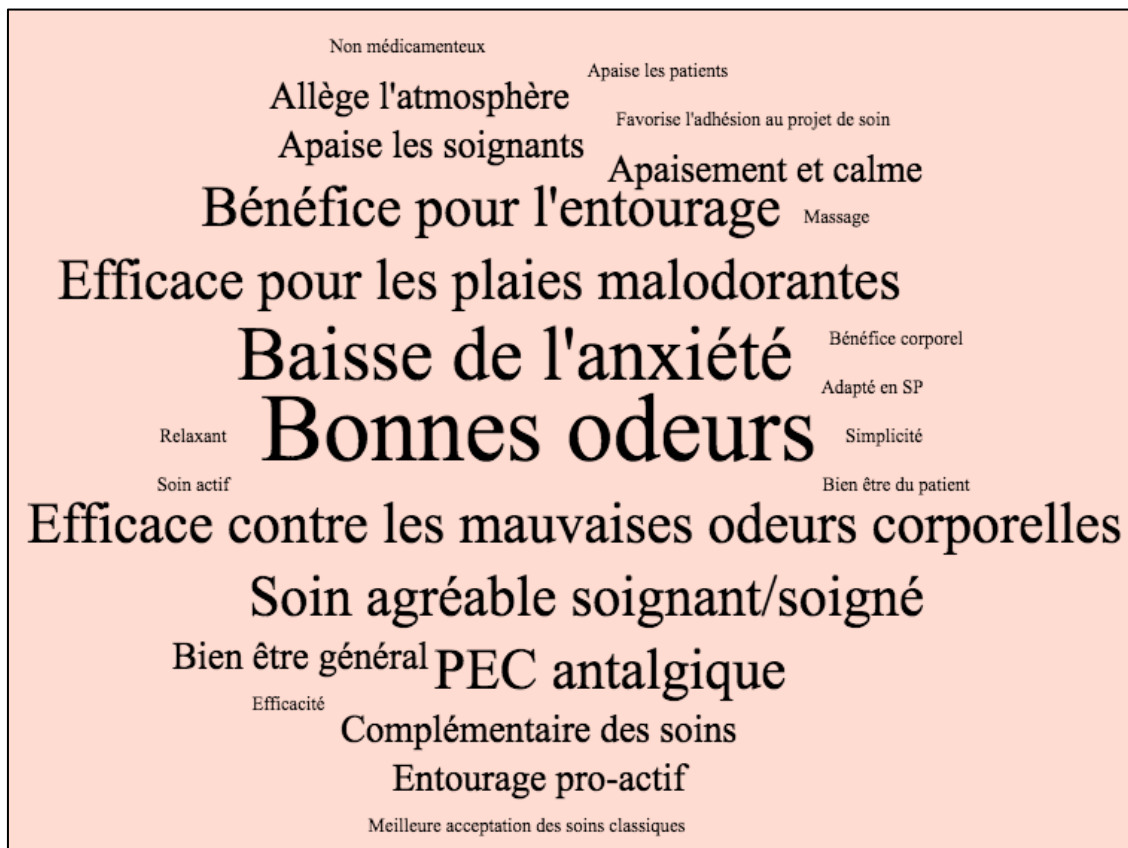 Non médicamenteux
Apaise les patients
Allège l'atmosphère
Favorise l'adhésion au projet de soin
Apaise les soignants
Apaisement et calme
Bénéfice pour l'entourage
Massage
Efficace pour les plaies malodorantes
Baisse de l'anxiété
Bénéfice corporel
Adapté en SP
Bonnes odeurs
Relaxant
Simplicité
Soin actif
Bien être du patient
Efficace contre les mauvaises odeurs corporelles
Soin agréable soignant/soigné
Bien être général
PEC antalgique
Efficacité
Complémentaire des soins
Entourage pro-actif
Meilleure acceptation des soins classiques